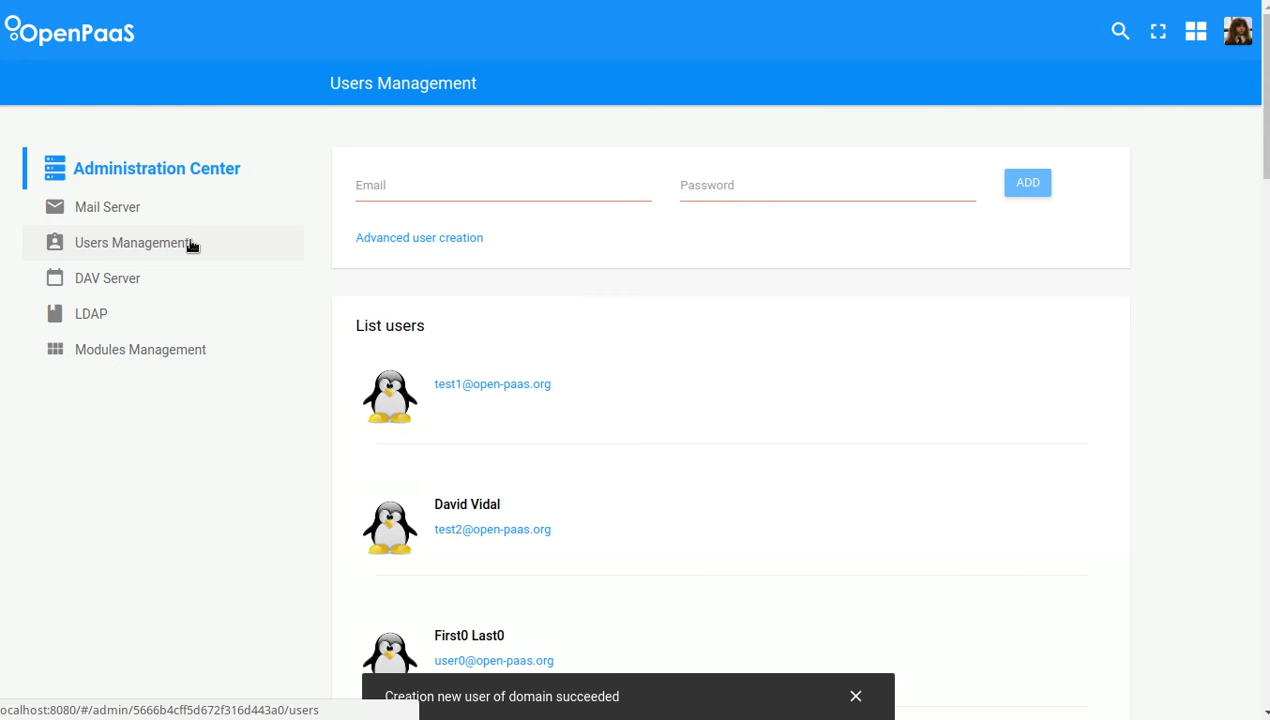 OpenPaaS
Users Management
Administration Center
Mail Server
Users Management
DAV Server
LDAP
Modules Management
Email
Password
ADD
Advanced user creation
List users
test1@open-paas.org
David Vidal
test2@open-paas.org
First0 Last0
user0@open-paas.org
Creation new user of domain succeeded
ocalhost:8080/#/admin/5666b4cff5d672f316d443a0/users